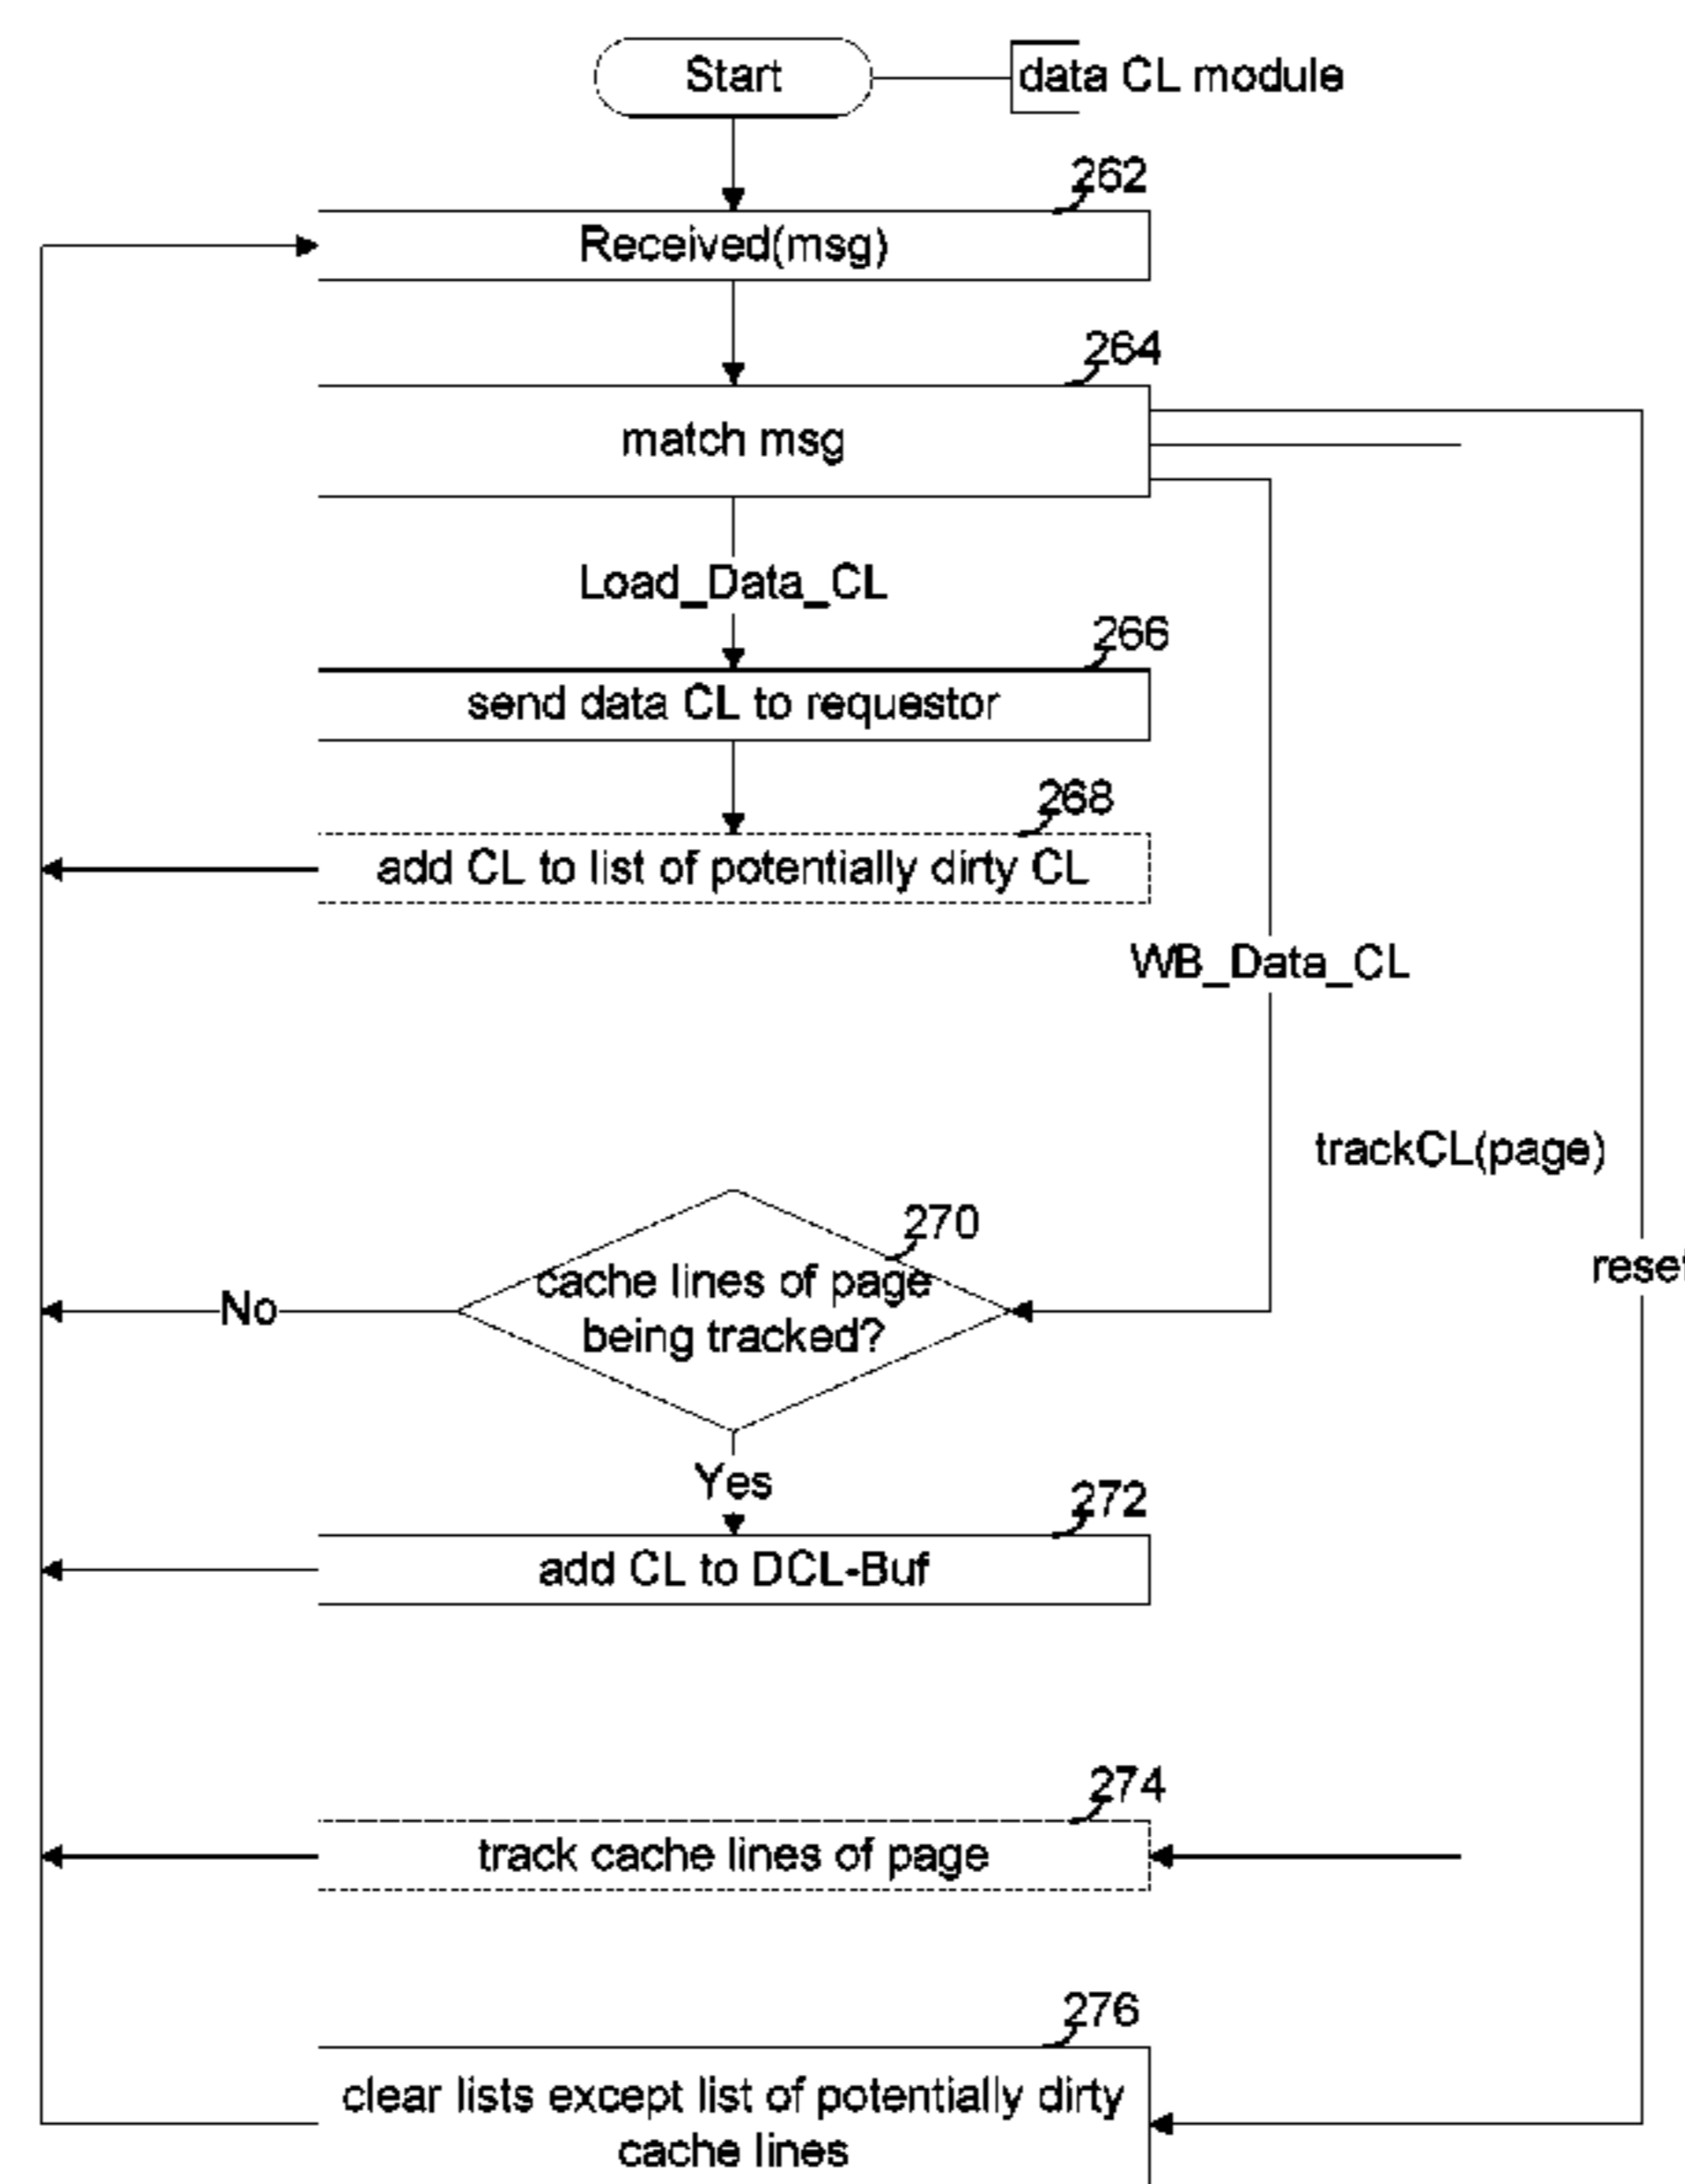 Start
data CL module
262
Received(msg)
264
match msg
Load_Data_CL
266
send data CL to requestor
268
add CL to list of potentially dirty CL
WB_Data_CL
trackCL(page)
270
cache lines of page
being tracked?
reset
No
Yes
272
add CL to DCL-Buf
274
track cache lines of page
276
clear lists except list of potentially dirty
cache lines